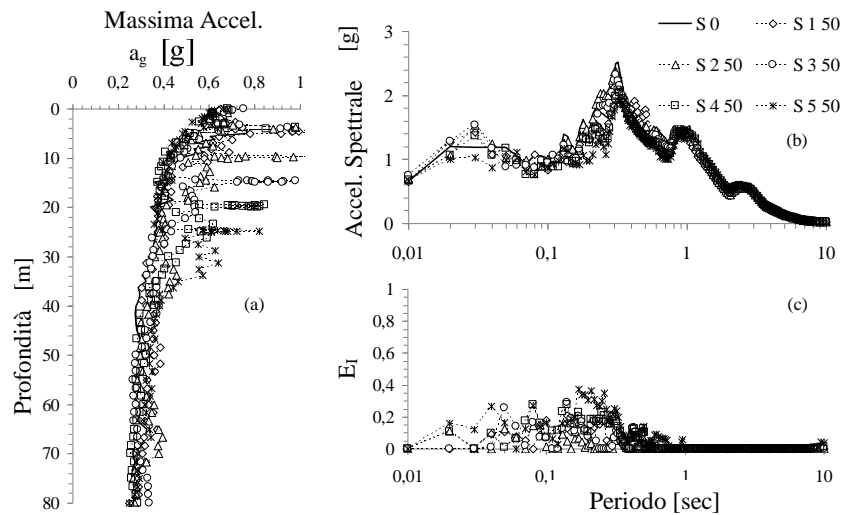 Massima Accel.
a_g [g]
0 0,2 0,4 0,6 0,8 1
0
10
20
30
40
50
60
70
80
Profondità [m]
(a)
Accel. Spettrale [g]
3
2
1
0
0,01 0,1 1 10
(b)
S 0 S 1 50
S 2 50 S 3 50
S 4 50 S 5 50
E_I
1
0,8
0,6
0,4
0,2
0
0,01 0,1 1 10
(c)
Periodo [sec]